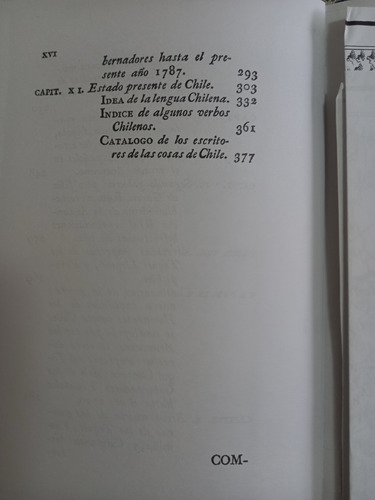 XVI
bernadores hasta el pre-
sente año 1787. 293
CAPIT. XI. Estado presente de Chile. 303
IDEA de la lengua Chilena. 332
INDICE de algunos verbos
Chilenos. 361
CATALOGO de los escrito-
res de las cosas de Chile. 377
COM-